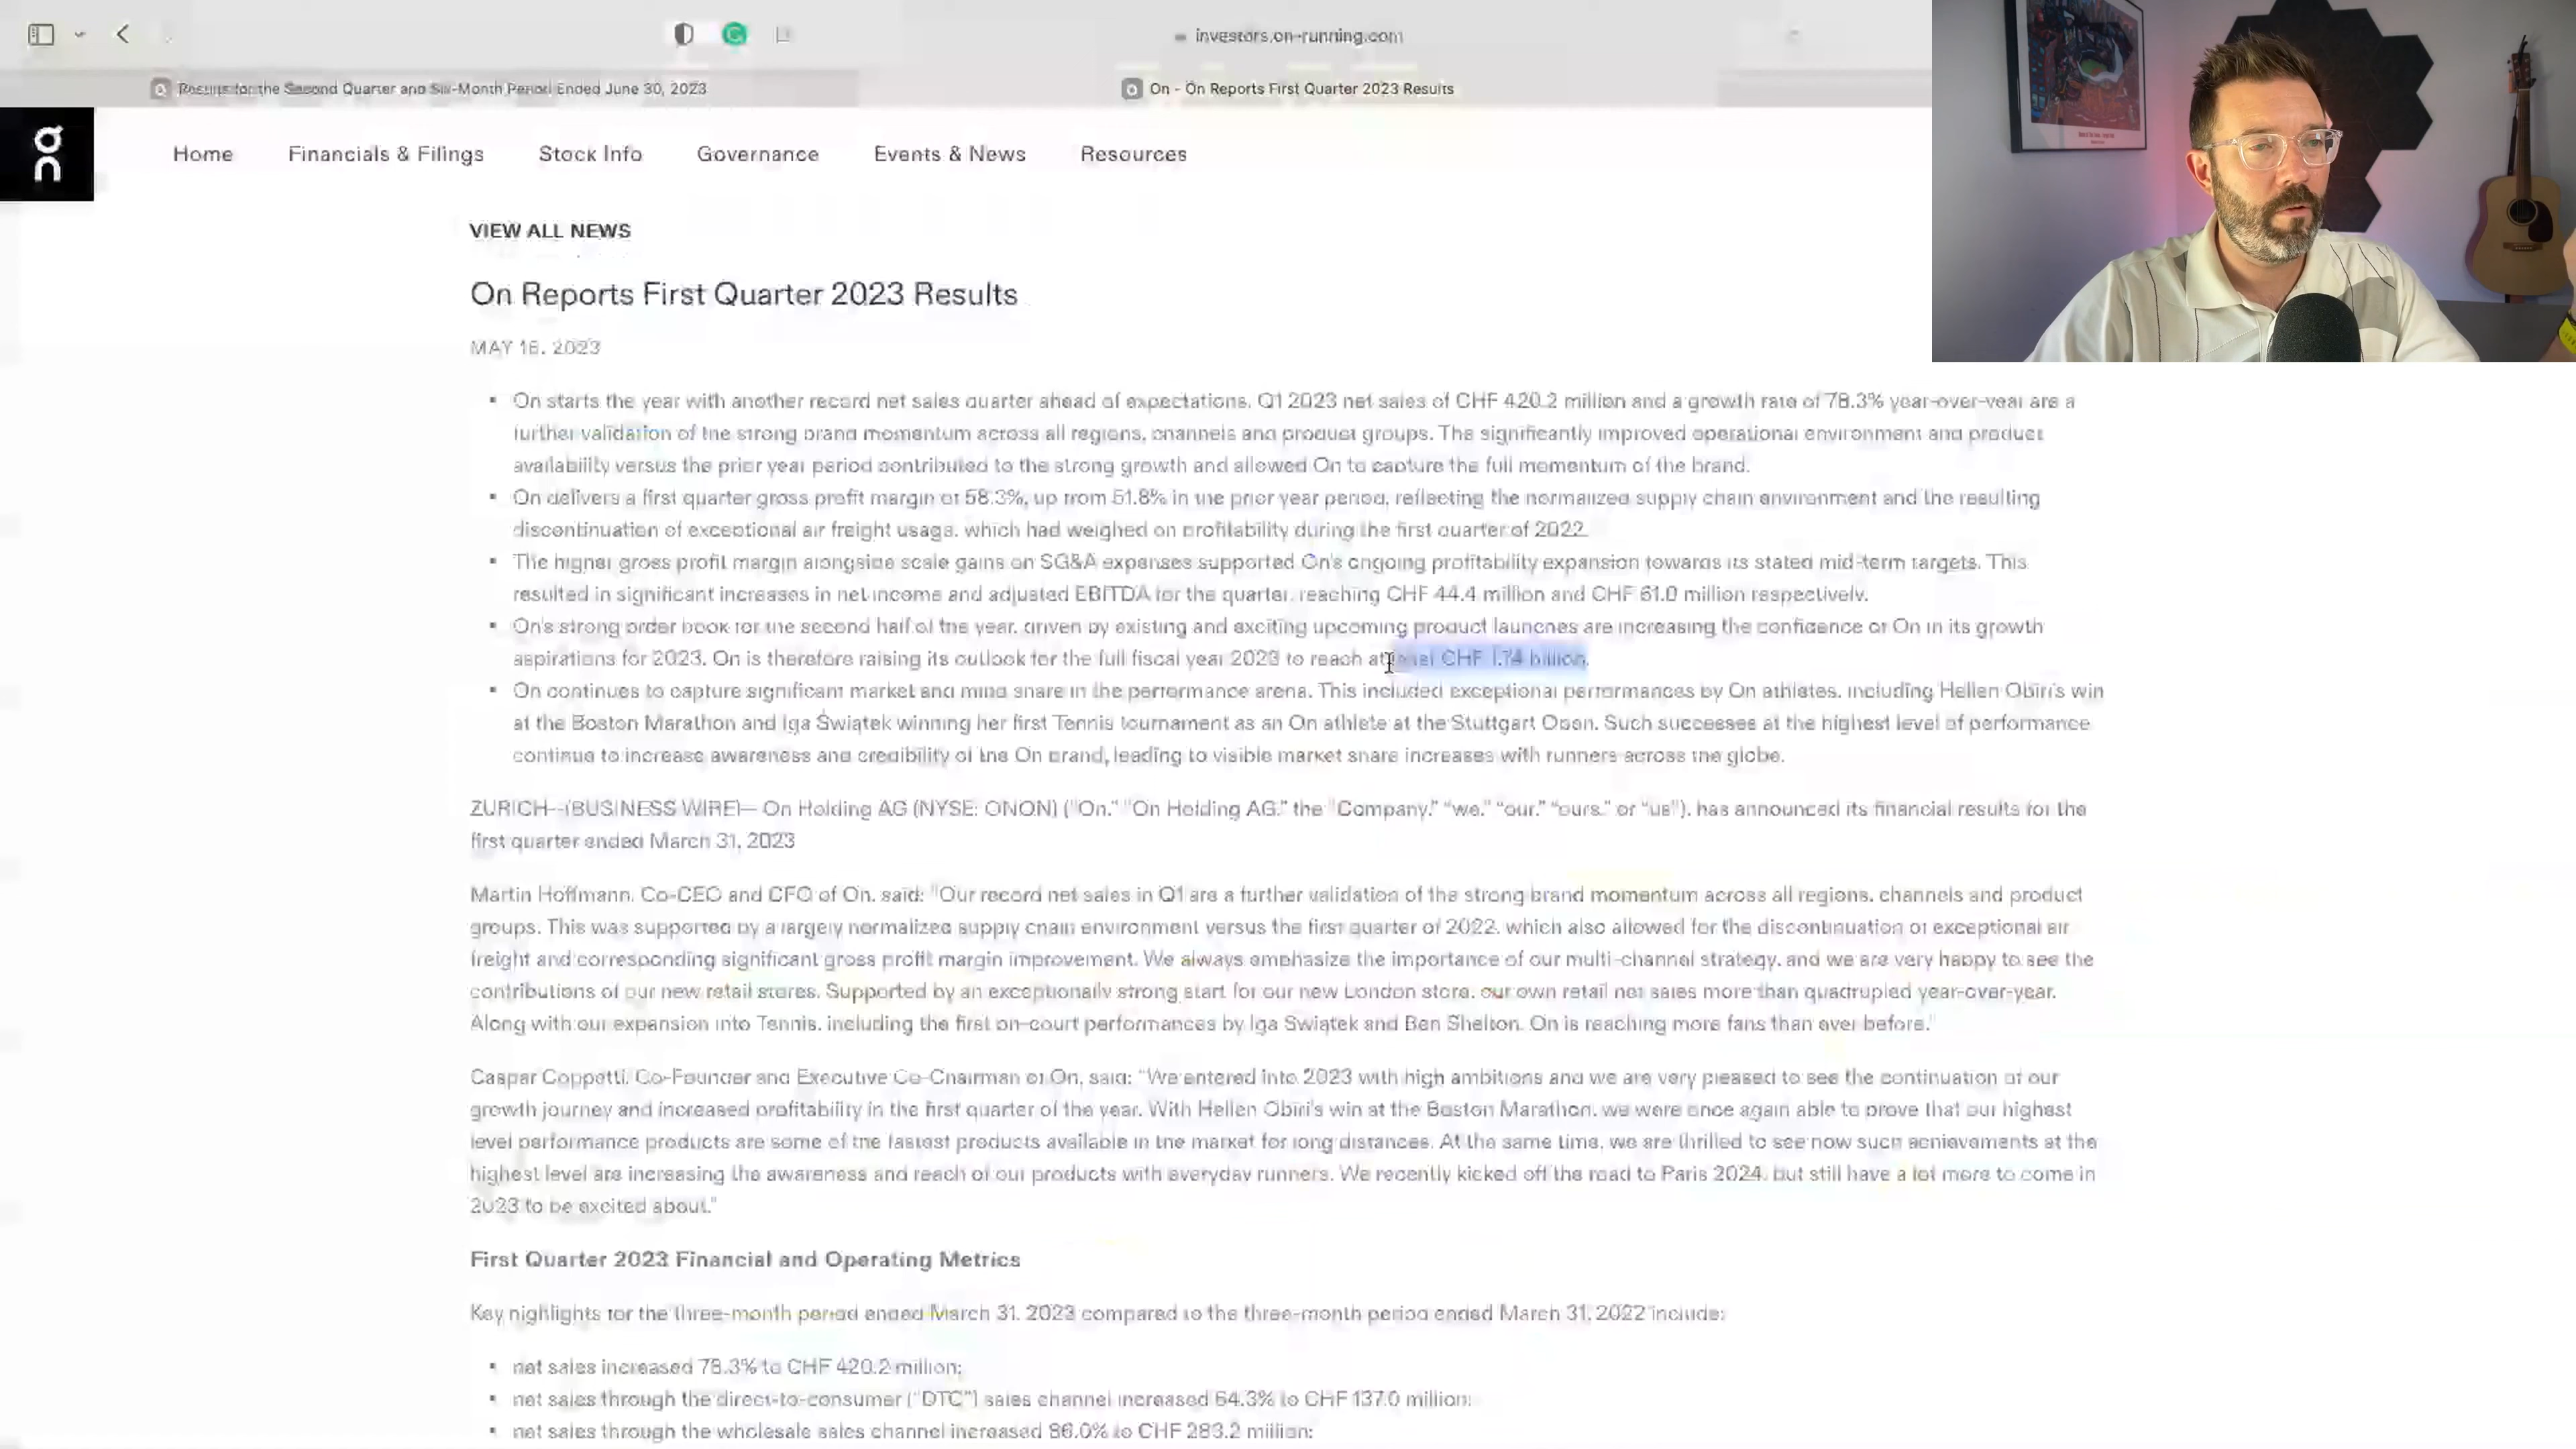 investors.on-running.com
Results for the Second Quarter and Six-Month Period Ended June 30, 2023
On - On Reports First Quarter 2023 Results
on
Home Financials & Filings Stock Info Governance Events & News Resources
VIEW ALL NEWS
On Reports First Quarter 2023 Results
MAY 16, 2023
▪ On starts the year with another record net sales quarter ahead of expectations. Q1 2023 net sales of CHF 420.2 million and a growth rate of 78.3% year-over-year are a
further validation of the strong brand momentum across all regions, channels and product groups. The significantly improved operational environment and product
availability versus the prior year period contributed to the strong growth and allowed On to capture the full momentum of the brand.
▪ On delivers a first quarter gross profit margin of 58.3%, up from 51.8% in the prior year period, reflecting the normalized supply chain environment and the resulting
discontinuation of exceptional air freight usage, which had weighed on profitability during the first quarter of 2022.
▪ The higher gross profit margin alongside scale gains on SG&A expenses supported On's ongoing profitability expansion towards its stated mid-term targets. This
resulted in significant increases in net income and adjusted EBITDA for the quarter, reaching CHF 44.4 million and CHF 61.0 million respectively.
▪ On's strong order book for the second half of the year, driven by existing and exciting upcoming product launches are increasing the confidence of On in its growth
aspirations for 2023. On is therefore raising its outlook for the full fiscal year 2023 to reach at least CHF 1.74 billion.
▪ On continues to capture significant market and mind share in the performance arena. This included exceptional performances by On athletes, including Hellen Obiri's win
at the Boston Marathon and Iga Świątek winning her first Tennis tournament as an On athlete at the Stuttgart Open. Such successes at the highest level of performance
continue to increase awareness and credibility of the On brand, leading to visible market share increases with runners across the globe.
ZURICH--(BUSINESS WIRE)-- On Holding AG (NYSE: ONON) ("On," "On Holding AG," the "Company," "we," "our," "ours," or "us"), has announced its financial results for the
first quarter ended March 31, 2023
Martin Hoffmann, Co-CEO and CFO of On, said: "Our record net sales in Q1 are a further validation of the strong brand momentum across all regions, channels and product
groups. This was supported by a largely normalized supply chain environment versus the first quarter of 2022, which also allowed for the discontinuation of exceptional air
freight and corresponding significant gross profit margin improvement. We always emphasize the importance of our multi-channel strategy, and we are very happy to see the
contributions of our new retail stores. Supported by an exceptionally strong start for our new London store, our own retail net sales more than quadrupled year-over-year.
Along with our expansion into Tennis, including the first on-court performances by Iga Swiątek and Ben Shelton, On is reaching more fans than ever before."
Caspar Coppetti, Co-Founder and Executive Co-Chairman of On, said: "We entered into 2023 with high ambitions and we are very pleased to see the continuation of our
growth journey and increased profitability in the first quarter of the year. With Hellen Obiri's win at the Boston Marathon, we were once again able to prove that our highest
level performance products are some of the fastest products available in the market for long distances. At the same time, we are thrilled to see how such achievements at the
highest level are increasing the awareness and reach of our products with everyday runners. We recently kicked off the road to Paris 2024, but still have a lot more to come in
2023 to be excited about."
First Quarter 2023 Financial and Operating Metrics
Key highlights for the three-month period ended March 31, 2023 compared to the three-month period ended March 31, 2022 include:
▪ net sales increased 78.3% to CHF 420.2 million;
▪ net sales through the direct-to-consumer ("DTC") sales channel increased 64.3% to CHF 137.0 million;
▪ net sales through the wholesale sales channel increased 86.0% to CHF 283.2 million;